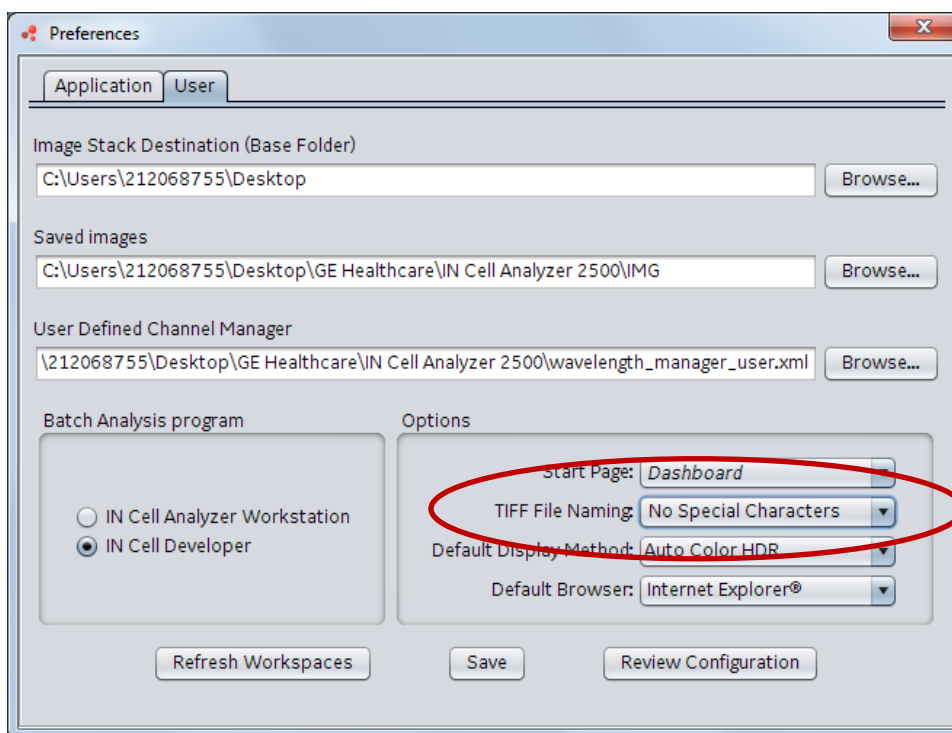 Preferences
Application User
Image Stack Destination (Base Folder)
C:\Users\212068755\Desktop Browse...
Saved images
C:\Users\212068755\Desktop\GE Healthcare\IN Cell Analyzer 2500\IMG Browse...
User Defined Channel Manager
\212068755\Desktop\GE Healthcare\IN Cell Analyzer 2500\wavelength_manager_user.xml Browse...
Batch Analysis program
IN Cell Analyzer Workstation
IN Cell Developer
Options
Start Page: Dashboard
TIFF File Naming: No Special Characters
Default Display Method: Auto Color HDR
Default Browser: Internet Explorer®
Refresh Workspaces Save Review Configuration